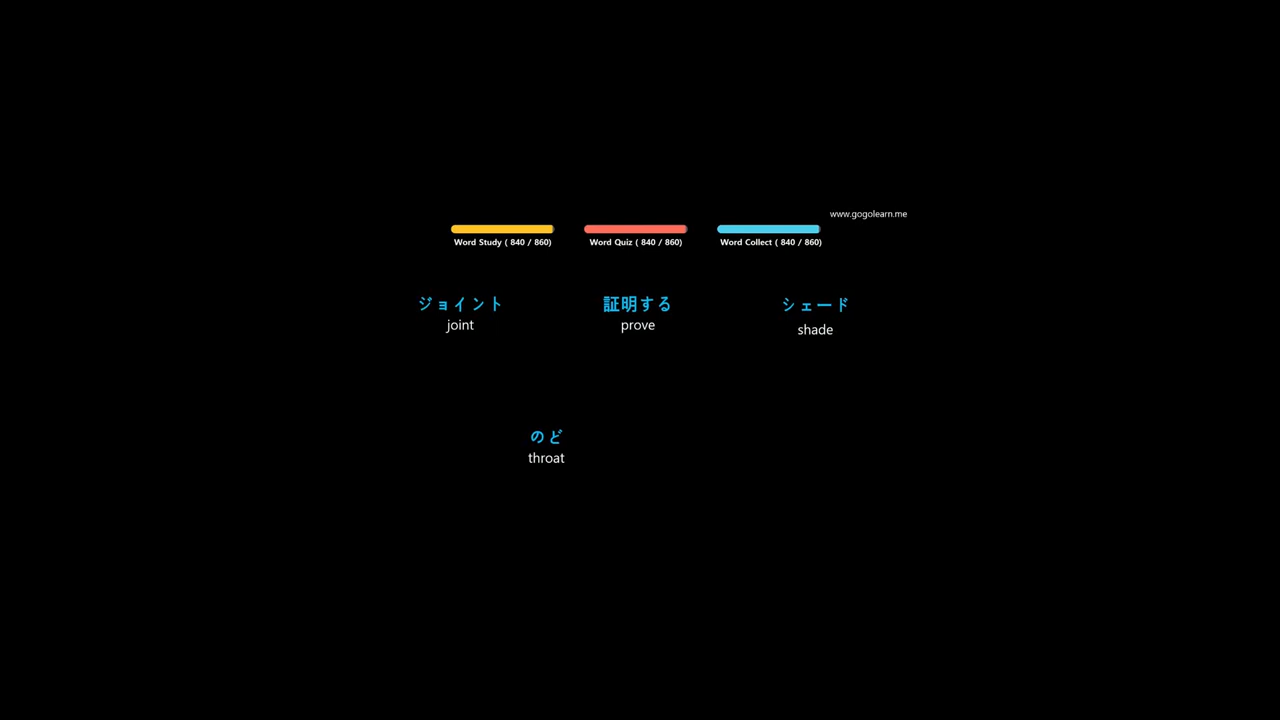 www.gogolearn.me
Word Study ( 840 / 860)
Word Quiz ( 840 / 860)
Word Collect ( 840 / 860)
ジョイント
joint
証明する
prove
シェード
shade
のど
throat